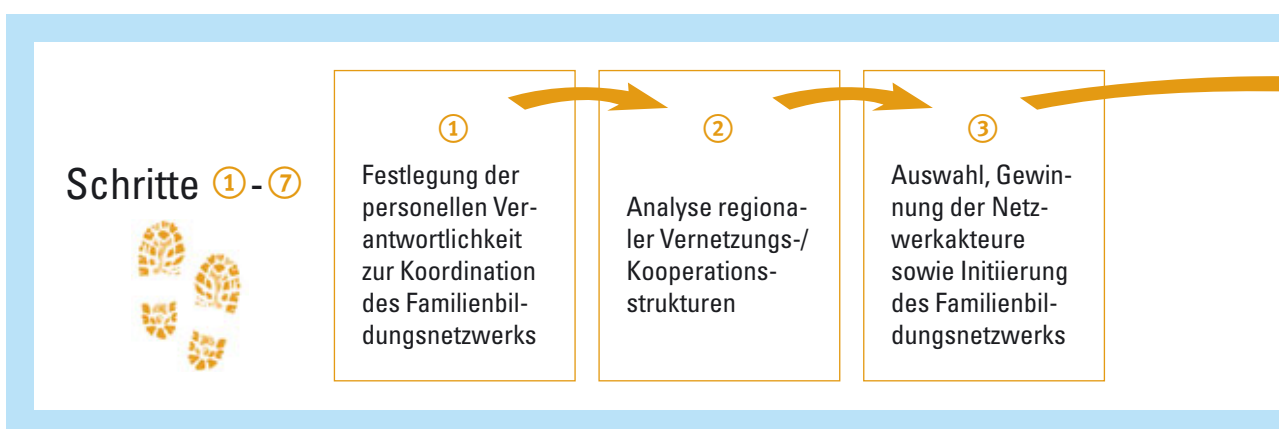 Schritte ①-⑦
①
Festlegung der
personellen Ver-
antwortlichkeit
zur Koordination
des Familienbil-
dungsnetzwerks
②
Analyse regiona-
ler Vernetzungs-/
Kooperations-
strukturen
③
Auswahl, Gewin-
nung der Netz-
werkakteure
sowie Initiierung
des Familienbil-
dungsnetzwerks